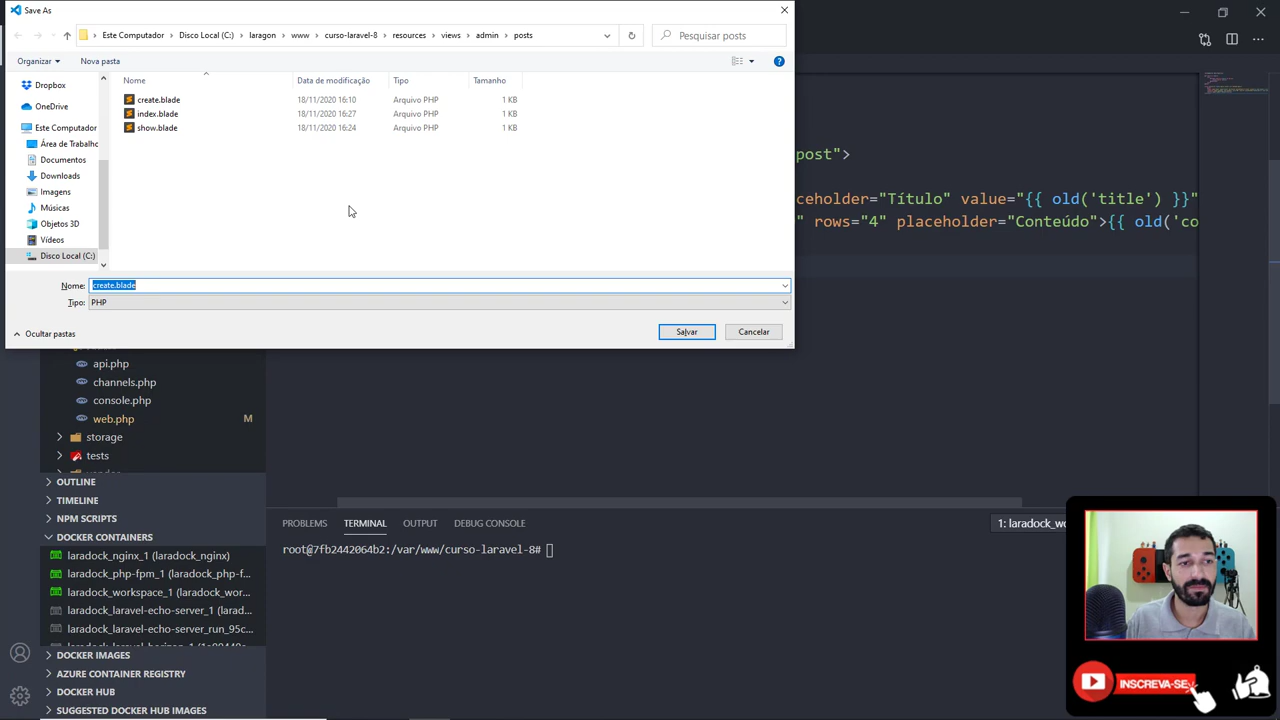 Save As
Este Computador > Disco Local (C:) > laragon > www > curso-laravel-8 > resources > views > admin > posts
Pesquisar posts
Organizar
Nova pasta
Dropbox
OneDrive
Este Computador
Área de Trabalho
Documentos
Downloads
Imagens
Músicas
Objetos 3D
Vídeos
Disco Local (C:)
Nome Data de modificação Tipo Tamanho
create.blade 18/11/2020 16:10 Arquivo PHP 1 KB
index.blade 18/11/2020 16:27 Arquivo PHP 1 KB
show.blade 18/11/2020 16:24 Arquivo PHP 1 KB
Nome: create.blade
Tipo: PHP
Ocultar pastas
Salvar
Cancelar
post">
ceholder="Título" value="{{ old('title') }}"
" rows="4" placeholder="Conteúdo">{{ old('co
api.php
channels.php
console.php
web.php M
storage
tests
OUTLINE
TIMELINE
NPM SCRIPTS
DOCKER CONTAINERS
laradock_nginx_1 (laradock_nginx)
laradock_php-fpm_1 (laradock_php-f...
laradock_workspace_1 (laradock_wor...
laradock_laravel-echo-server_1 (larad...
laradock_laravel-echo-server_run_95c...
DOCKER IMAGES
AZURE CONTAINER REGISTRY
DOCKER HUB
SUGGESTED DOCKER HUB IMAGES
PROBLEMS TERMINAL OUTPUT DEBUG CONSOLE
1: laradock_wo
root@7fb2442064b2:/var/www/curso-laravel-8#
INSCREVA-SE